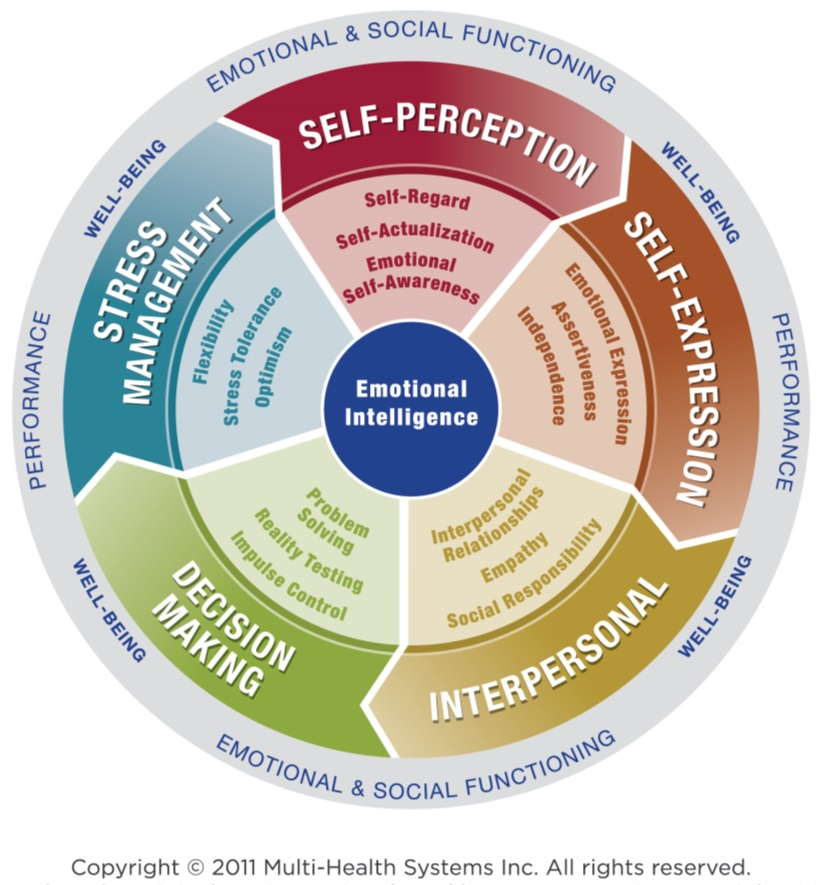 EMOTIONAL & SOCIAL FUNCTIONING
WELL-BEING
WELL-BEING
PERFORMANCE
PERFORMANCE
WELL-BEING
WELL-BEING
EMOTIONAL & SOCIAL FUNCTIONING
SELF-PERCEPTION
Self-Regard
Self-Actualization
Emotional
Self-Awareness
SELF-EXPRESSION
Emotional Expression
Assertiveness
Independence
INTERPERSONAL
Interpersonal
Relationships
Empathy
Social Responsibility
DECISION
MAKING
Problem
Solving
Reality Testing
Impulse Control
STRESS
MANAGEMENT
Flexibility
Stress Tolerance
Optimism
Emotional
Intelligence
Copyright © 2011 Multi-Health Systems Inc. All rights reserved.